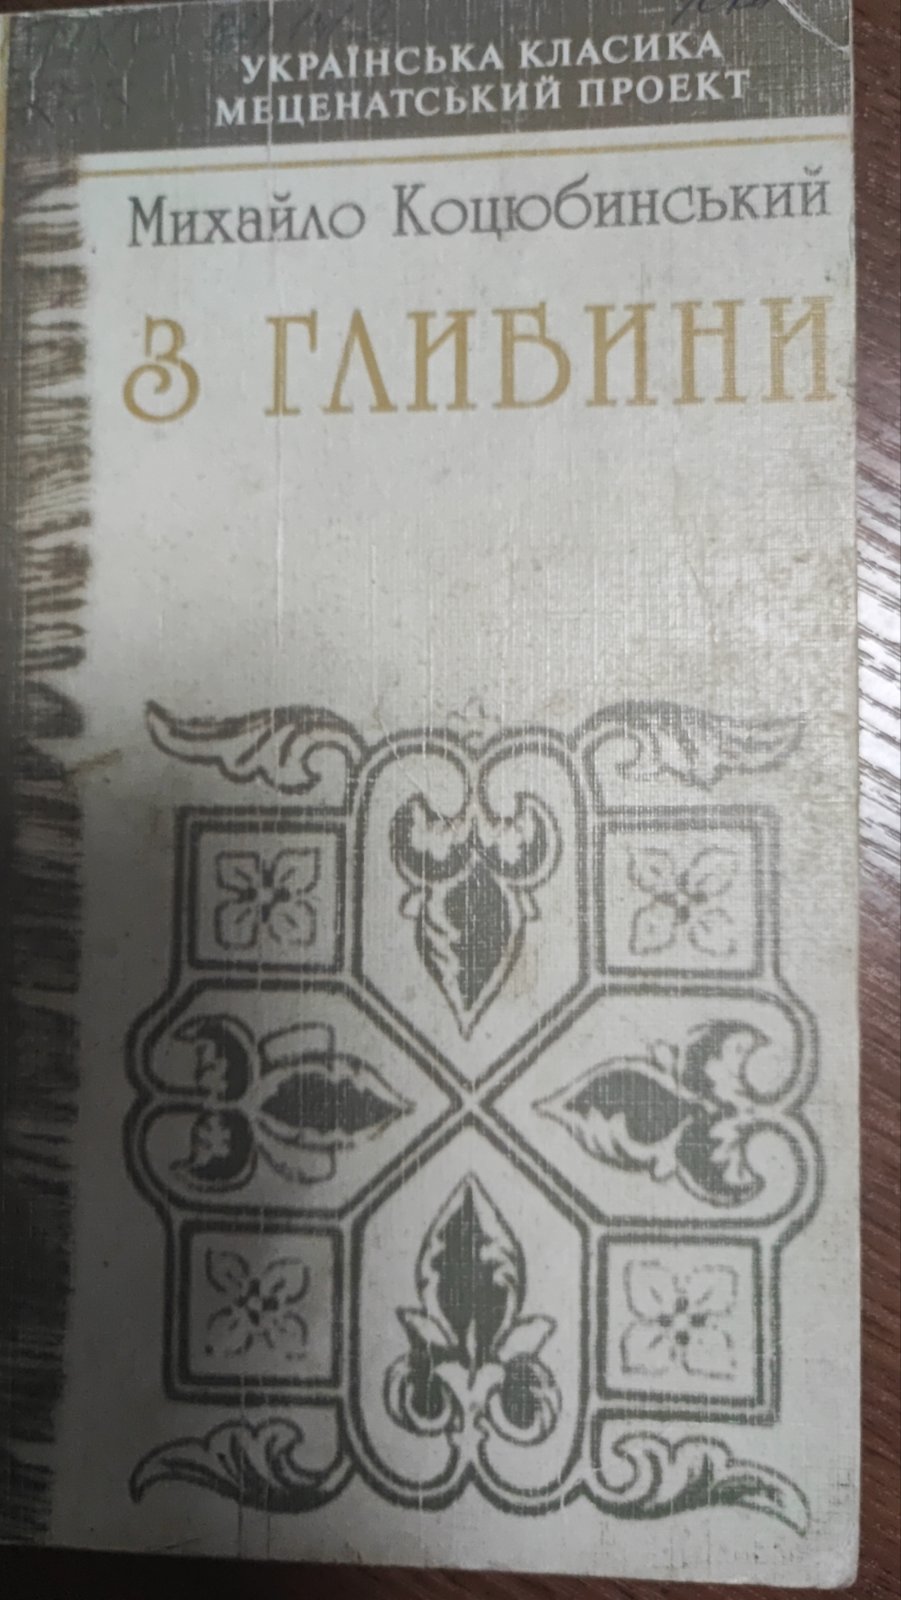 УКРАЇНСЬКА КЛАСИКА
МЕЦЕНАТСЬКИЙ ПРОЕКТ
Михайло Коцюбинський
З ГЛИБИНИ